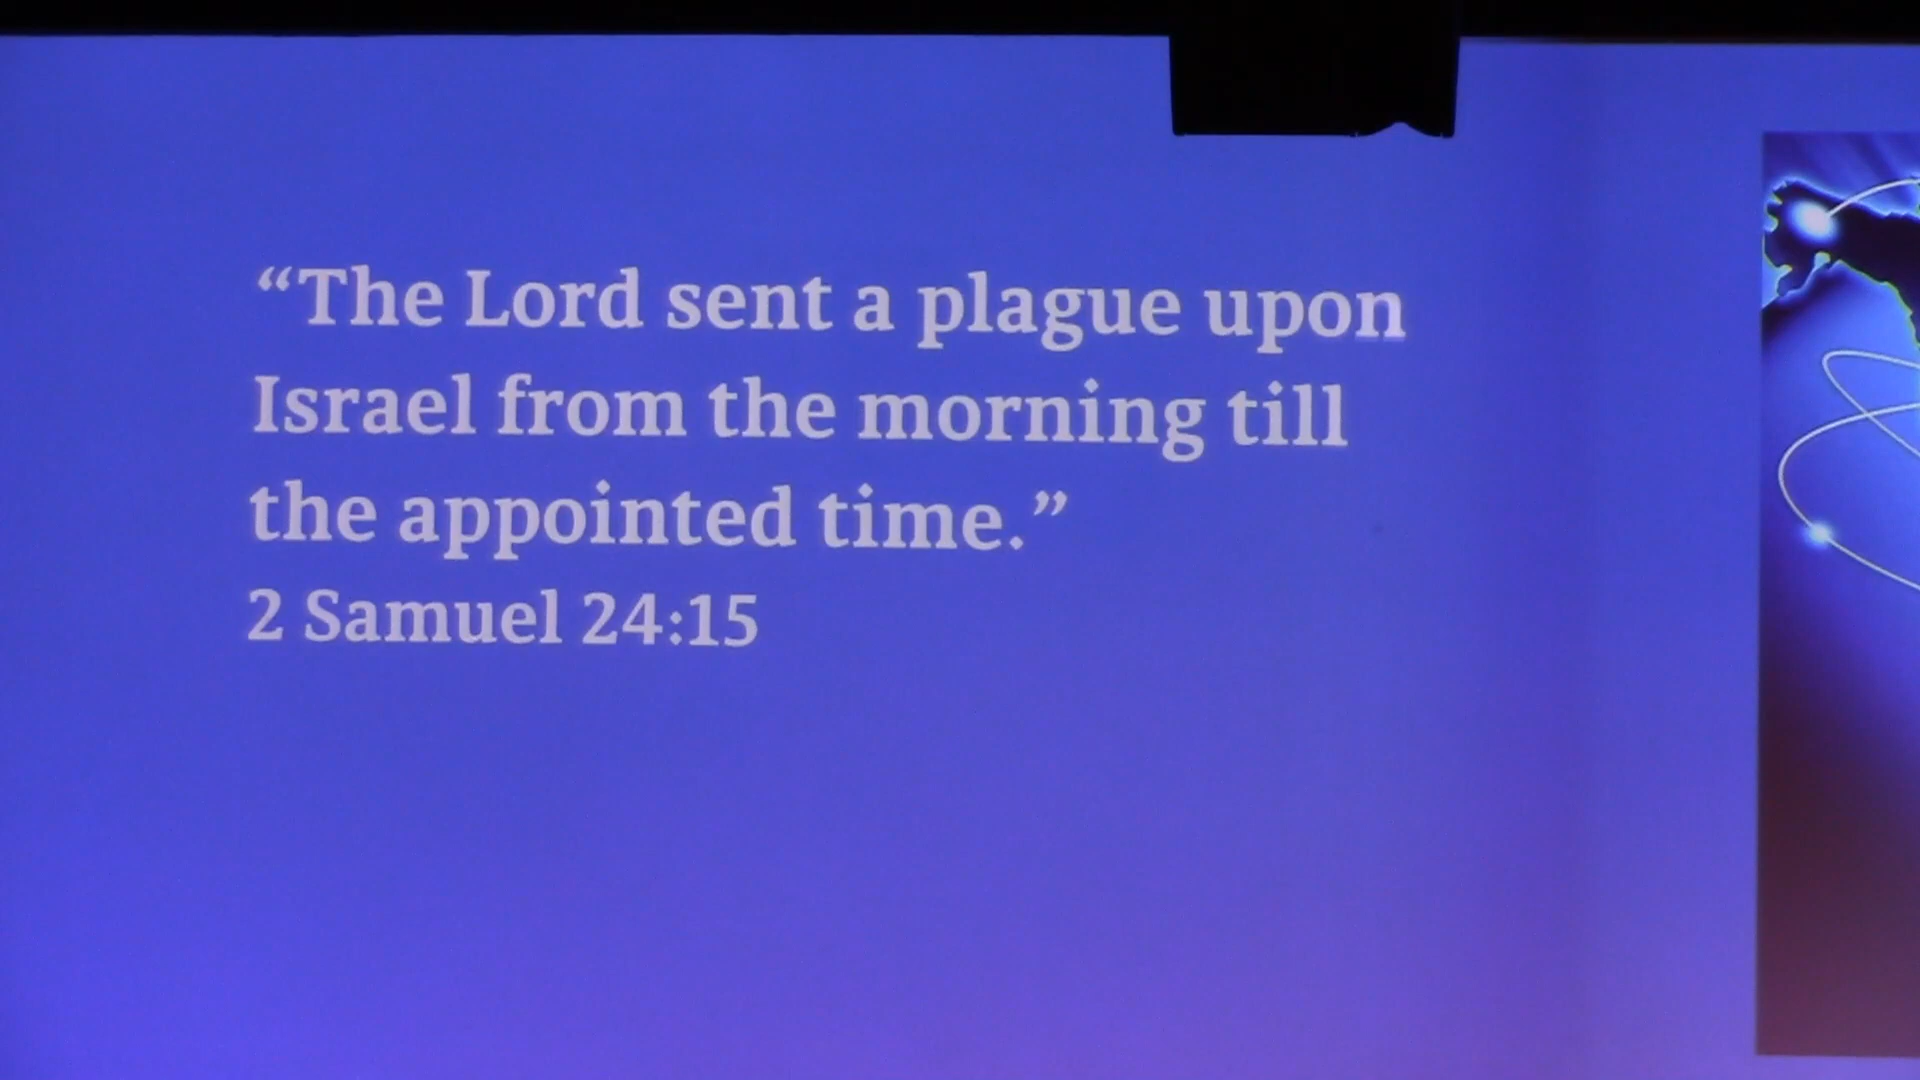 “The Lord sent a plague upon
Israel from the morning till
the appointed time.”
2 Samuel 24:15